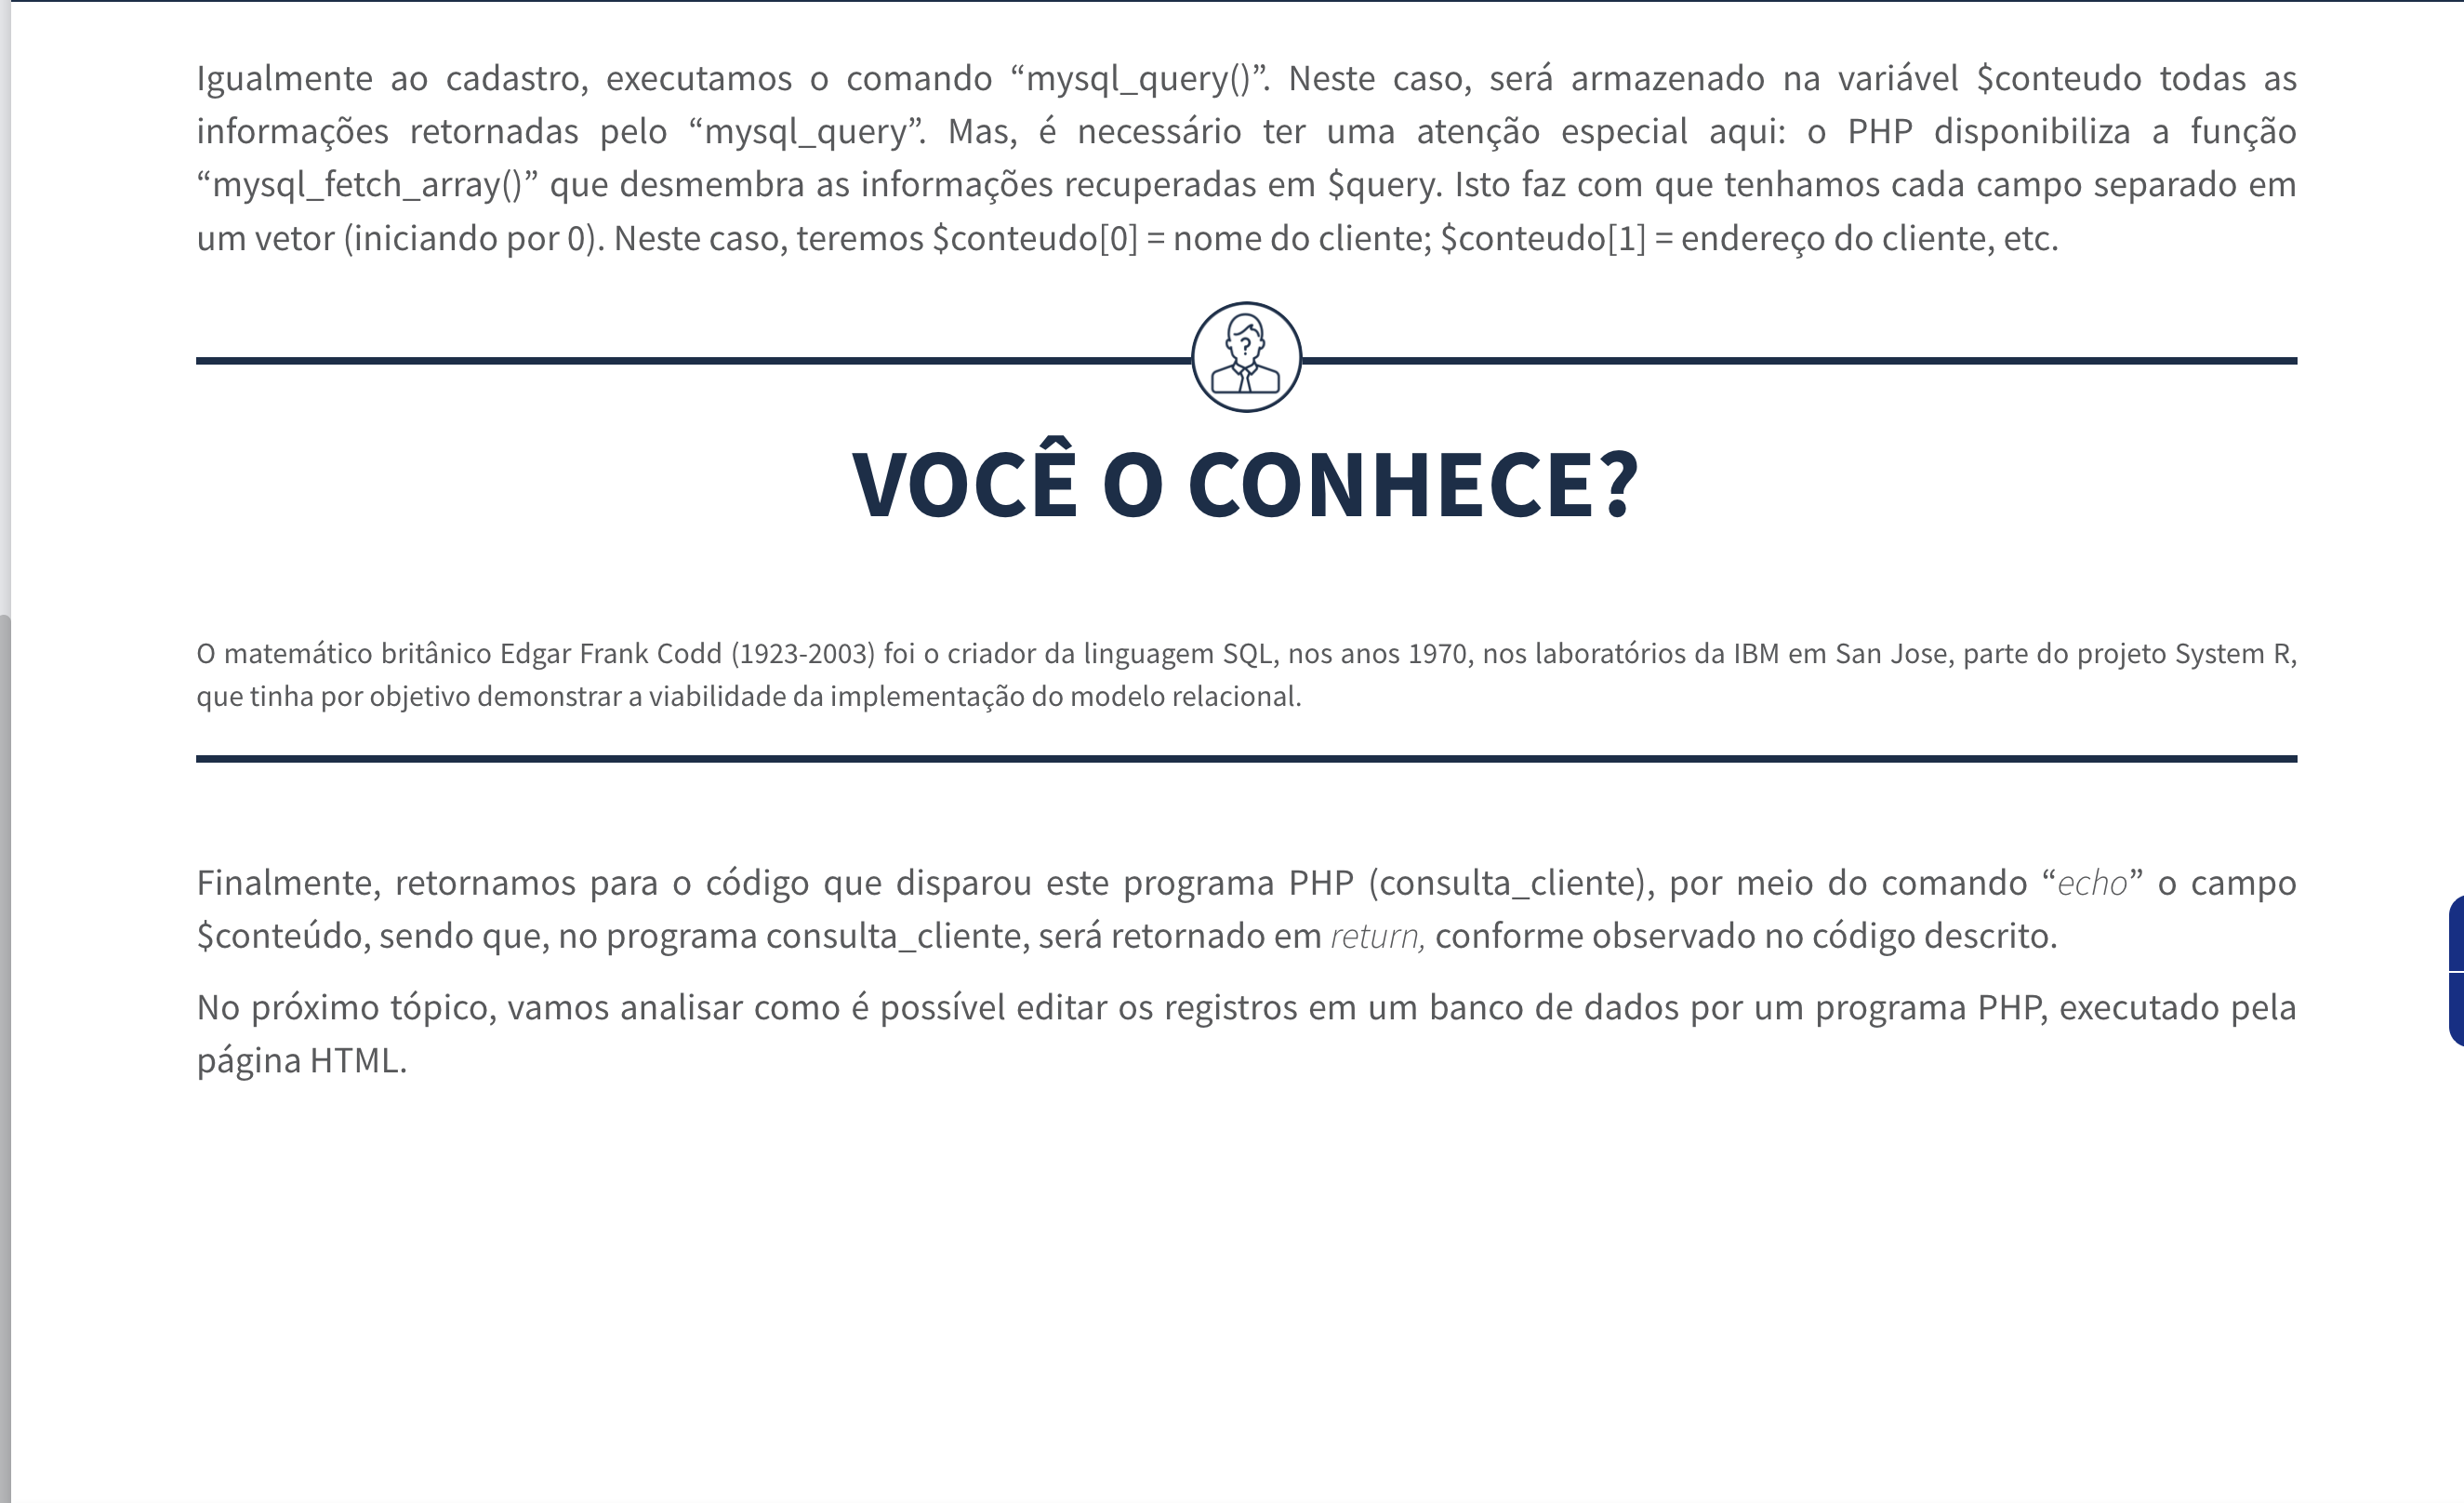 Igualmente ao cadastro, executamos o comando “mysql_query()”. Neste caso, será armazenado na variável $conteudo todas as
informações retornadas pelo “mysql_query”. Mas, é necessário ter uma atenção especial aqui: o PHP disponibiliza a função
“mysql_fetch_array()” que desmembra as informações recuperadas em $query. Isto faz com que tenhamos cada campo separado em
um vetor (iniciando por 0). Neste caso, teremos $conteudo[0] = nome do cliente; $conteudo[1] = endereço do cliente, etc.
?
VOCÊ O CONHECE?
O matemático britânico Edgar Frank Codd (1923-2003) foi o criador da linguagem SQL, nos anos 1970, nos laboratórios da IBM em San Jose, parte do projeto System R,
que tinha por objetivo demonstrar a viabilidade da implementação do modelo relacional.
Finalmente, retornamos para o código que disparou este programa PHP (consulta_cliente), por meio do comando “echo” o campo
$conteúdo, sendo que, no programa consulta_cliente, será retornado em return, conforme observado no código descrito.
No próximo tópico, vamos analisar como é possível editar os registros em um banco de dados por um programa PHP, executado pela
página HTML.